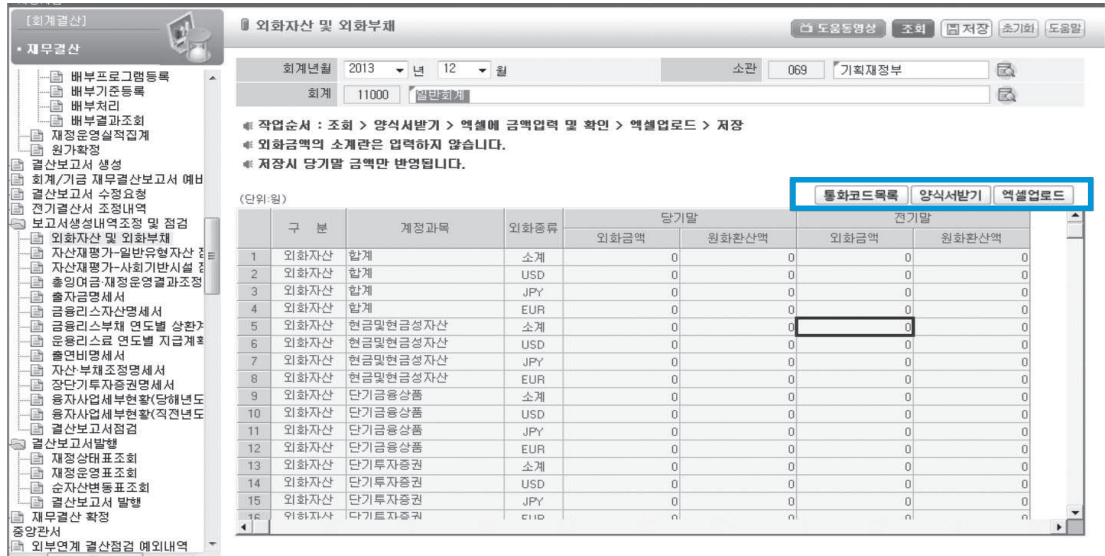 [회계결산]
• 재무결산
배부프로그램등록
배부기준등록
배부처리
배부결과조회
재정운영실적집계
원가확정
결산보고서 생성
회계/기금 재무결산보고서 예비
결산보고서 수정요청
전기결산서 조정내역
보고서생성내역조정 및 점검
외화자산 및 외화부채
자산재평가-일반유형자산
자산재평가-사회기반시설
총잉여금·재정운영결과조정
출자금명세서
금융리스자산명세서
금융리스부채 연도별 상환계
운용리스료 연도별 지급계획
출연비명세서
자산·부채조정명세서
장단기투자증권명세서
융자사업세부현황(당해년도
융자사업세부현황(직전년도
결산보고서점검
결산보고서발행
재정상태표조회
재정운영표조회
순자산변동표조회
결산보고서 발행
재무결산 확정
중앙관서
외부연계 결산점검 예외내역
외화자산 및 외화부채
도움동영상 조회 저장 초기화 도움말
회계년월 2013 년 12 월 소관 069 기획재정부
회계 11000 일반회계
작업순서 : 조회 > 양식서받기 > 엑셀에 금액입력 및 확인 > 엑셀업로드 > 저장
외화금액의 소계란은 입력하지 않습니다.
저장시 당기말 금액만 반영됩니다.
(단위:원) 통화코드목록 양식서받기 엑셀업로드
구 분 계정과목 외화종류 당기말 전기말
외화금액 원화환산액 외화금액 원화환산액
1 외화자산 합계 소계 0 0 0 0
2 외화자산 합계 USD 0 0 0 0
3 외화자산 합계 JPY 0 0 0 0
4 외화자산 합계 EUR 0 0 0 0
5 외화자산 현금및현금성자산 소계 0 0 0 0
6 외화자산 현금및현금성자산 USD 0 0 0 0
7 외화자산 현금및현금성자산 JPY 0 0 0 0
8 외화자산 현금및현금성자산 EUR 0 0 0 0
9 외화자산 단기금융상품 소계 0 0 0 0
10 외화자산 단기금융상품 USD 0 0 0 0
11 외화자산 단기금융상품 JPY 0 0 0 0
12 외화자산 단기금융상품 EUR 0 0 0 0
13 외화자산 단기투자증권 소계 0 0 0 0
14 외화자산 단기투자증권 USD 0 0 0 0
15 외화자산 단기투자증권 JPY 0 0 0 0
16 외화자산 단기투자증권 EUR 0 0 0 0